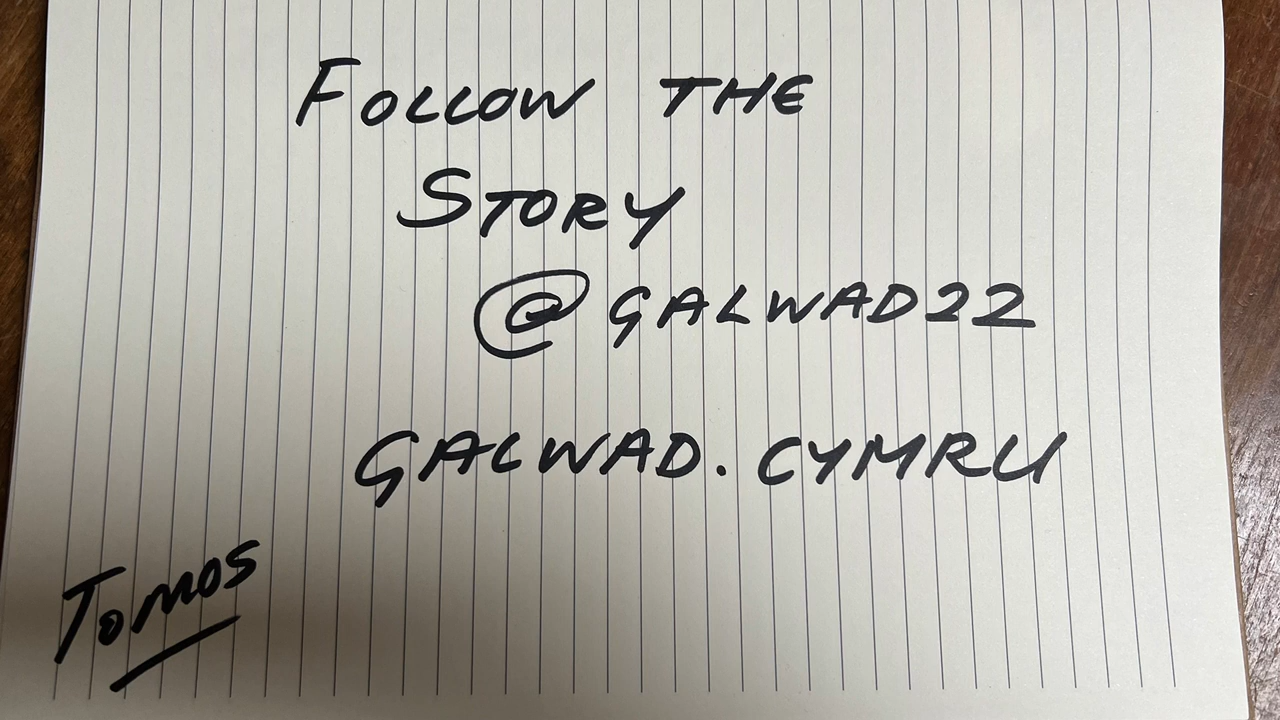 FOLLOW THE
STORY
@GALWAD22
GALWAD.CYMRU
TOMOS